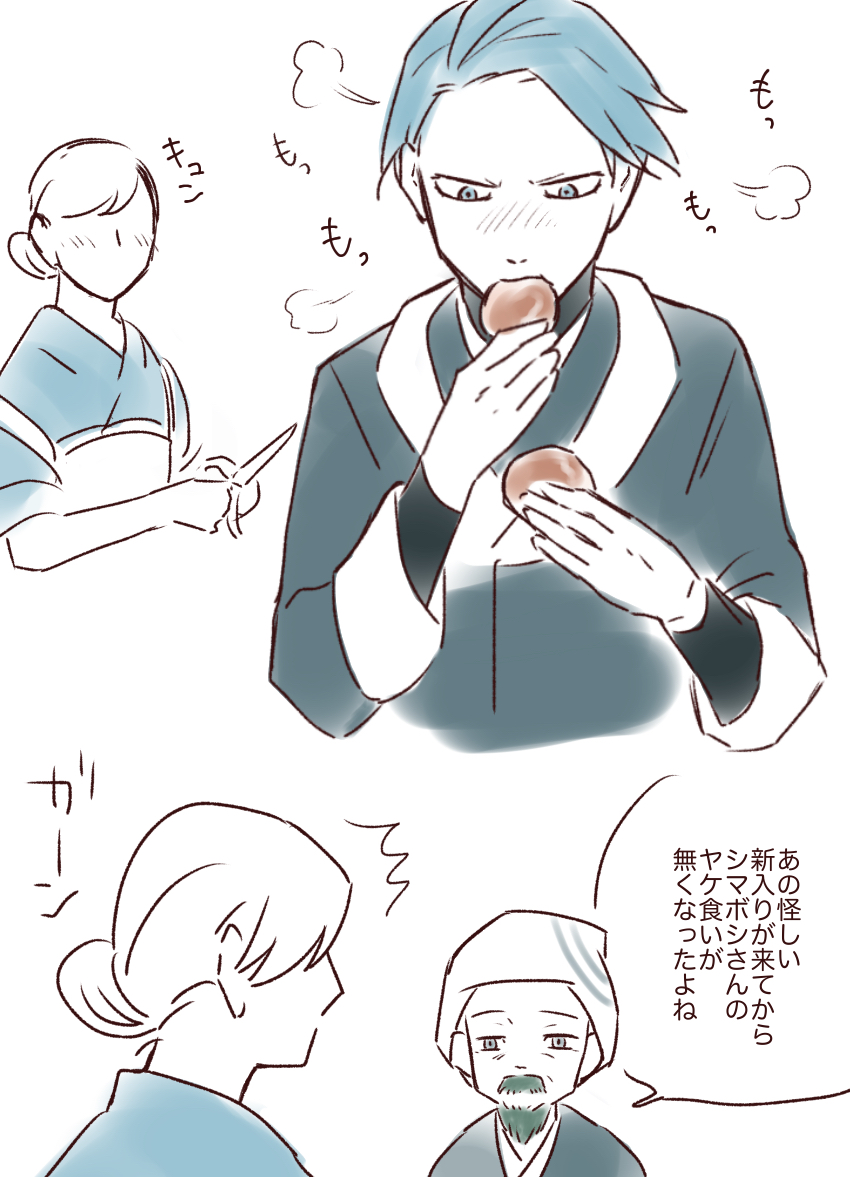 もっ
もっ
もっ
もっ
キュン
ガーン
あの怪しい
新入りが来てから
シマボシさんの
ヤケ食いが
無くなったよね